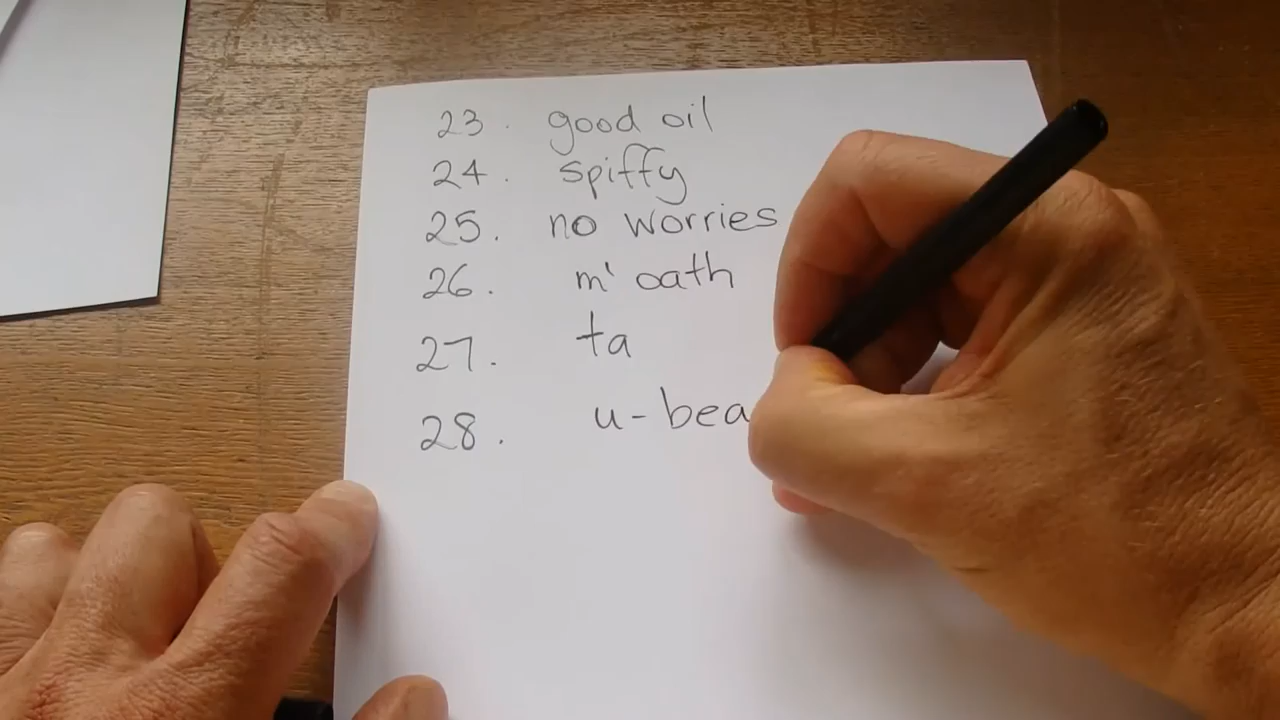 23. good oil
24. spiffy
25. no worries
26. m' oath
27. ta
28. u-bea